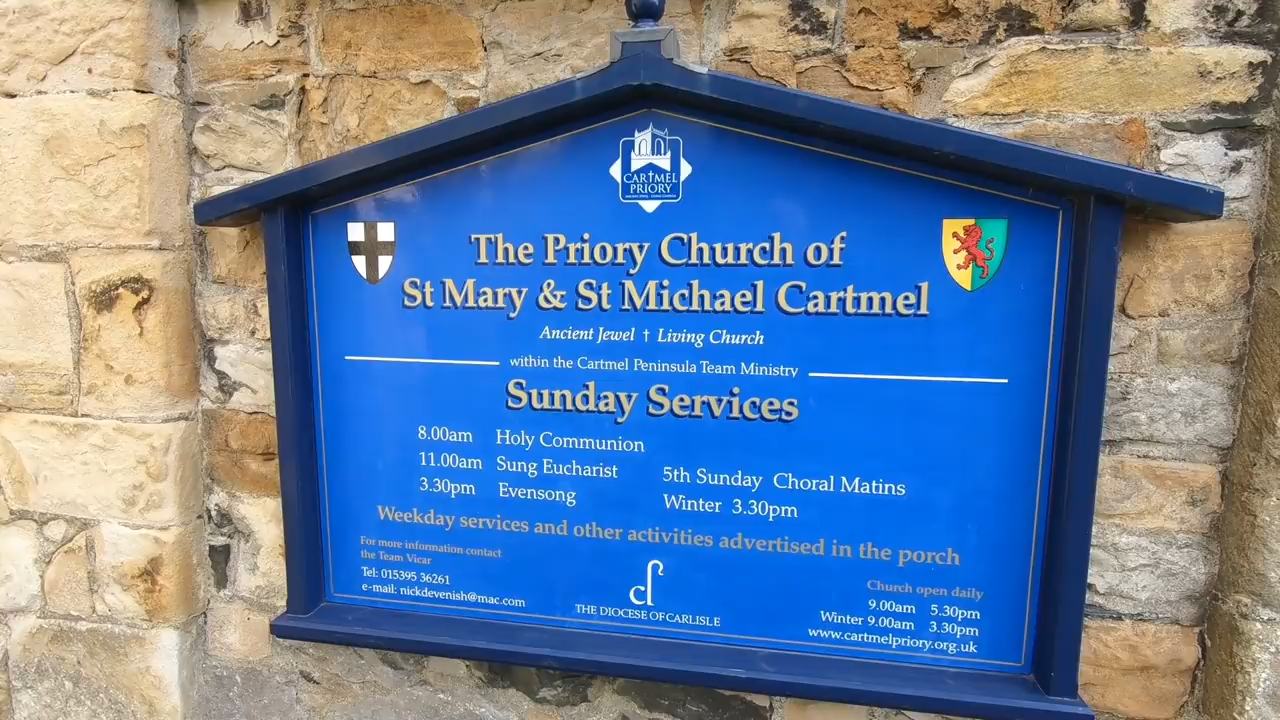 CARTMEL
PRIORY
The Priory Church of
St Mary & St Michael Cartmel
Ancient Jewel † Living Church
within the Cartmel Peninsula Team Ministry
Sunday Services
8.00am Holy Communion
11.00am Sung Eucharist 5th Sunday Choral Matins
3.30pm Evensong Winter 3.30pm
Weekday services and other activities advertised in the porch
For more information contact
the Team Vicar
Tel: 015395 36261
e-mail: nickdevenish@mac.com
THE DIOCESE OF CARLISLE
Church open daily
9.00am 5.30pm
Winter 9.00am 3.30pm
www.cartmelpriory.org.uk